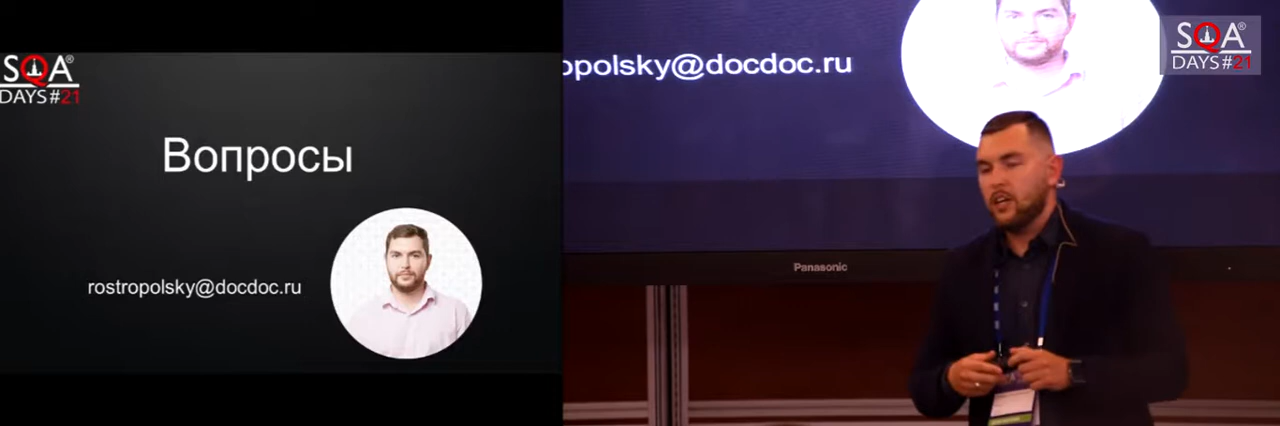 SQA®
DAYS#21
Вопросы
rostropolsky@docdoc.ru
opolsky@docdoc.ru
SQA®
DAYS#21
Panasonic